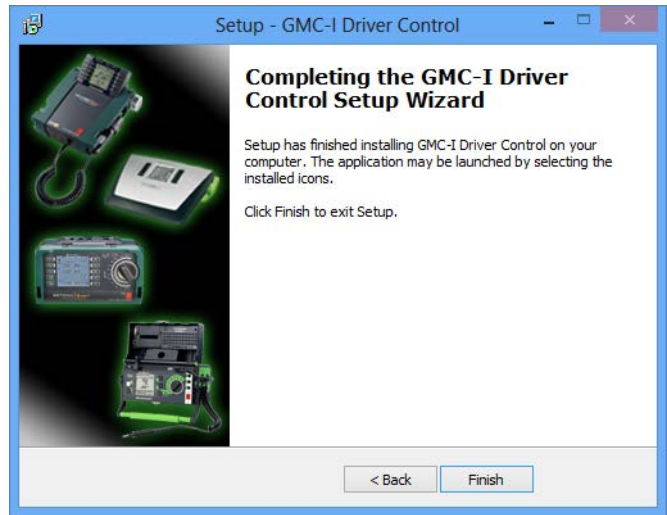 Setup - GMC-I Driver Control
Completing the GMC-I Driver
Control Setup Wizard
Setup has finished installing GMC-I Driver Control on your
computer. The application may be launched by selecting the
installed icons.
Click Finish to exit Setup.
< Back
Finish